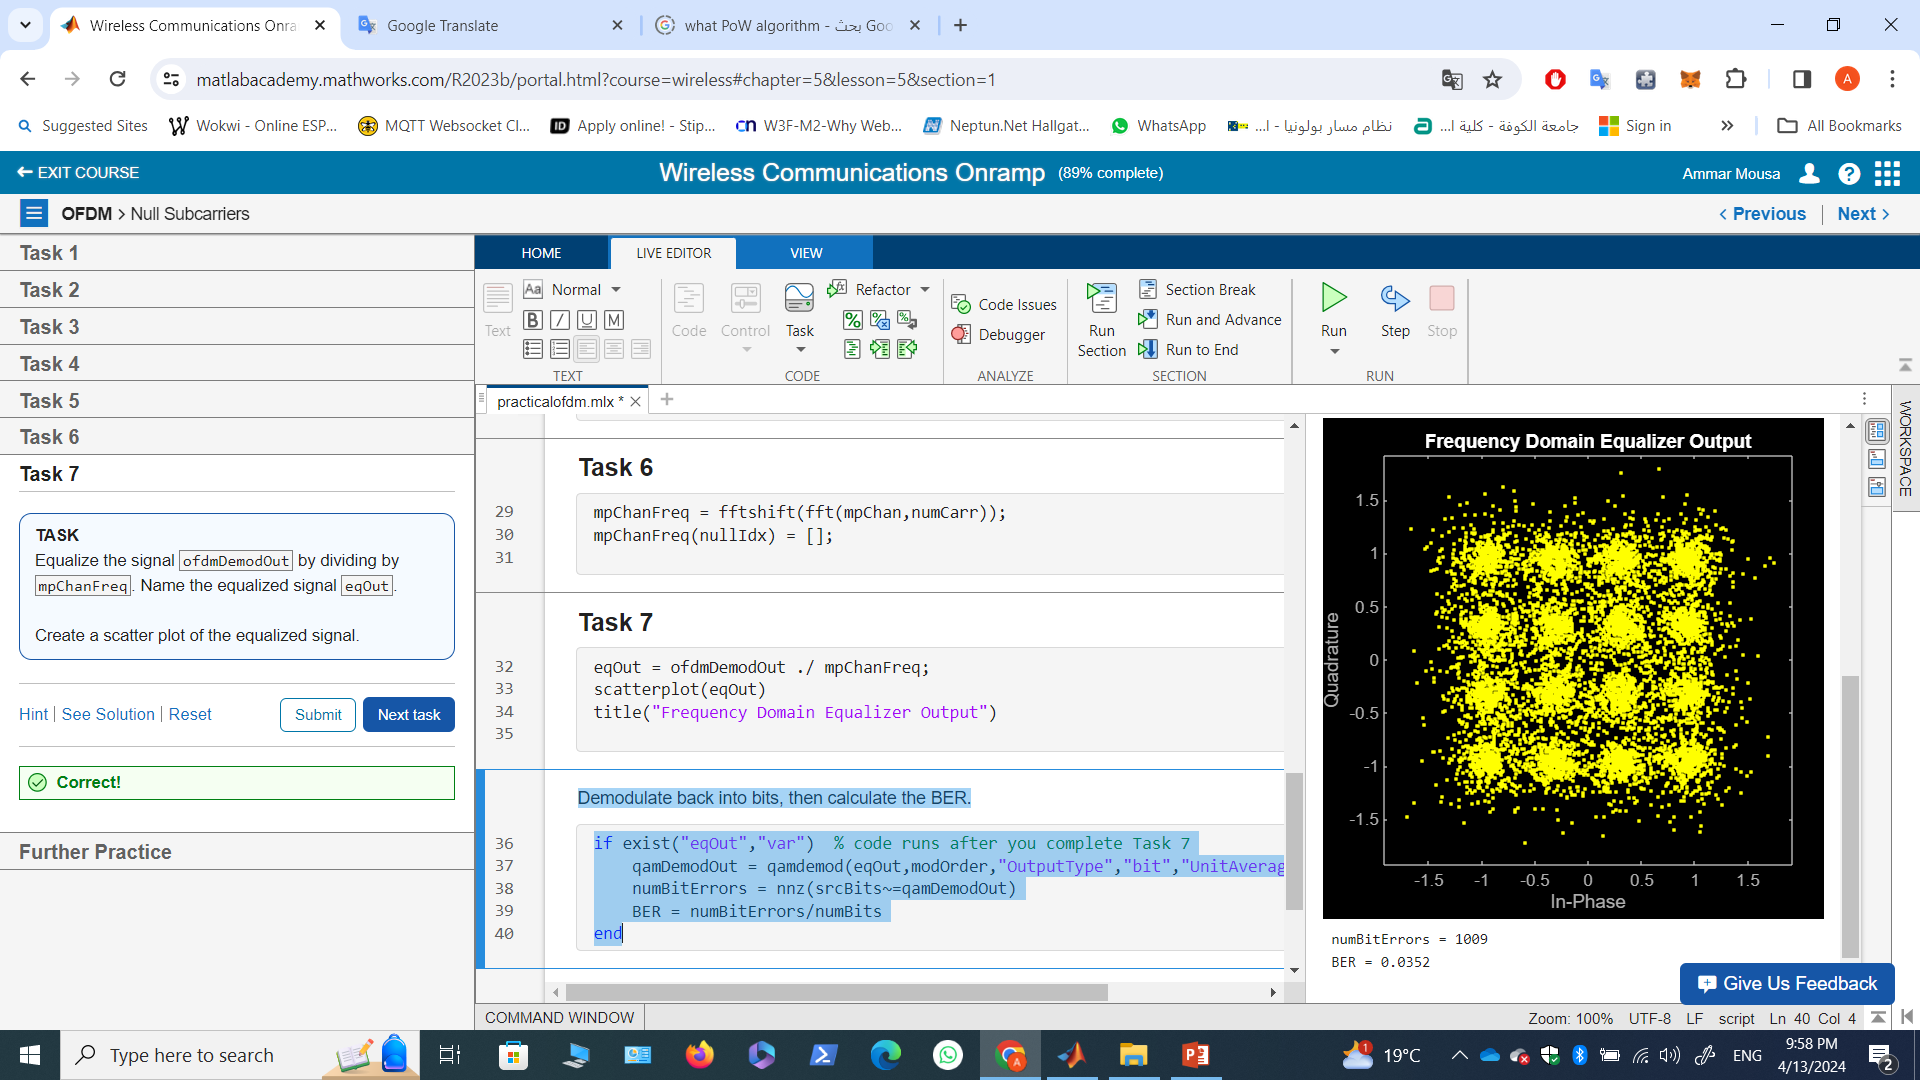 Wireless Communications Onra
Google Translate
what PoW algorithm - بحث Goo
matlabacademy.mathworks.com/R2023b/portal.html?course=wireless#chapter=5&lesson=5&section=1
A
Suggested Sites
Wokwi - Online ESP...
MQTT Websocket Cl...
Apply online! - Stip...
W3F-M2-Why Web...
Neptun.Net Hallgat...
WhatsApp
نظام مسار بولونيا - ا...
جامعة الكوفة - كلية ا...
Sign in
All Bookmarks
EXIT COURSE
Wireless Communications Onramp (89% complete)
Ammar Mousa
OFDM > Null Subcarriers
Previous
Next
Task 1
Task 2
Task 3
Task 4
Task 5
Task 6
Task 7
TASK
Equalize the signal ofdmDemodOut by dividing by
mpChanFreq. Name the equalized signal eqOut.
Create a scatter plot of the equalized signal.
Hint | See Solution | Reset
Submit
Next task
Correct!
Further Practice
HOME
LIVE EDITOR
VIEW
Text
Aa Normal
B I U M
TEXT
Code
Control
Task
Refactor
CODE
Code Issues
Debugger
ANALYZE
Run
Section
Section Break
Run and Advance
Run to End
SECTION
Run
Step
Stop
RUN
practicalofdm.mlx *
WORKSPACE
Task 6
29 mpChanFreq = fftshift(fft(mpChan,numCarr));
30 mpChanFreq(nullIdx) = [];
31
Task 7
32 eqOut = ofdmDemodOut ./ mpChanFreq;
33 scatterplot(eqOut)
34 title("Frequency Domain Equalizer Output")
35
Demodulate back into bits, then calculate the BER.
36 if exist("eqOut","var") % code runs after you complete Task 7
37 qamDemodOut = qamdemod(eqOut,modOrder,"OutputType","bit","UnitAverag
38 numBitErrors = nnz(srcBits~=qamDemodOut)
39 BER = numBitErrors/numBits
40 end
Frequency Domain Equalizer Output
Quadrature
1.5
1
0.5
0
-0.5
-1
-1.5
-1.5 -1 -0.5 0 0.5 1 1.5
In-Phase
numBitErrors = 1009
BER = 0.0352
Give Us Feedback
COMMAND WINDOW
Zoom: 100% UTF-8 LF script Ln 40 Col 4
Type here to search
1
19°C
ENG
9:58 PM
4/13/2024
2